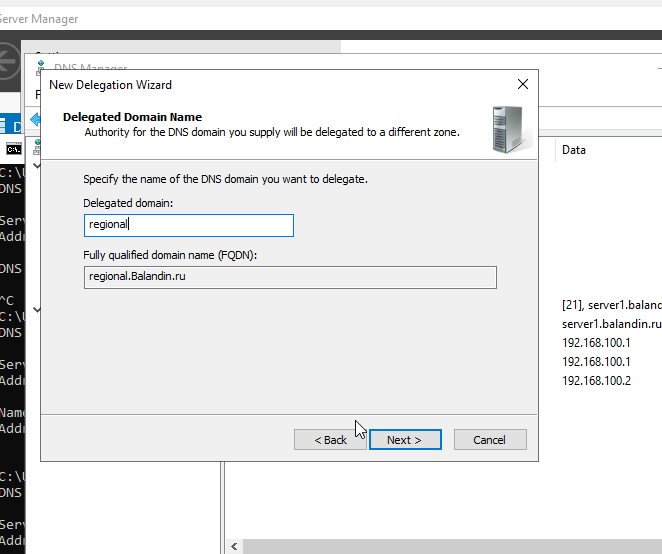 Server Manager
DNS Manager
New Delegation Wizard
Delegated Domain Name
Authority for the DNS domain you supply will be delegated to a different zone.
Data
Specify the name of the DNS domain you want to delegate.
Delegated domain:
regional
Fully qualified domain name (FQDN):
regional.Balandin.ru
[21], server1.baland
server1.balandin.ru
192.168.100.1
192.168.100.1
192.168.100.2
< Back
Next >
Cancel
C:\U
DNS
Serv
Addr
DNS
^C
C:\U
DNS
Serv
Addr
Name
Addr
C:\U
DNS
Serv
Addr